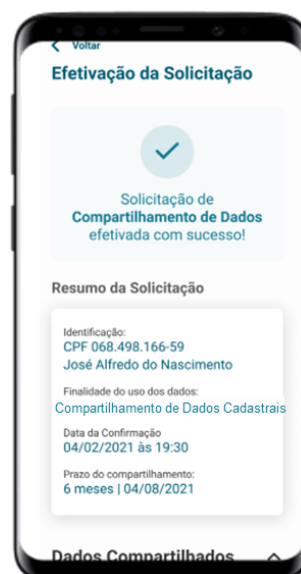 Voltar
Efetivação da Solicitação
Solicitação de
Compartilhamento de Dados
efetivada com sucesso!
Resumo da Solicitação
Identificação:
CPF 068.498.166-59
José Alfredo do Nascimento
Finalidade do uso dos dados:
Compartilhamento de Dados Cadastrais
Data da Confirmação
04/02/2021 às 19:30
Prazo do compartilhamento:
6 meses | 04/08/2021
Dados Compartilhados